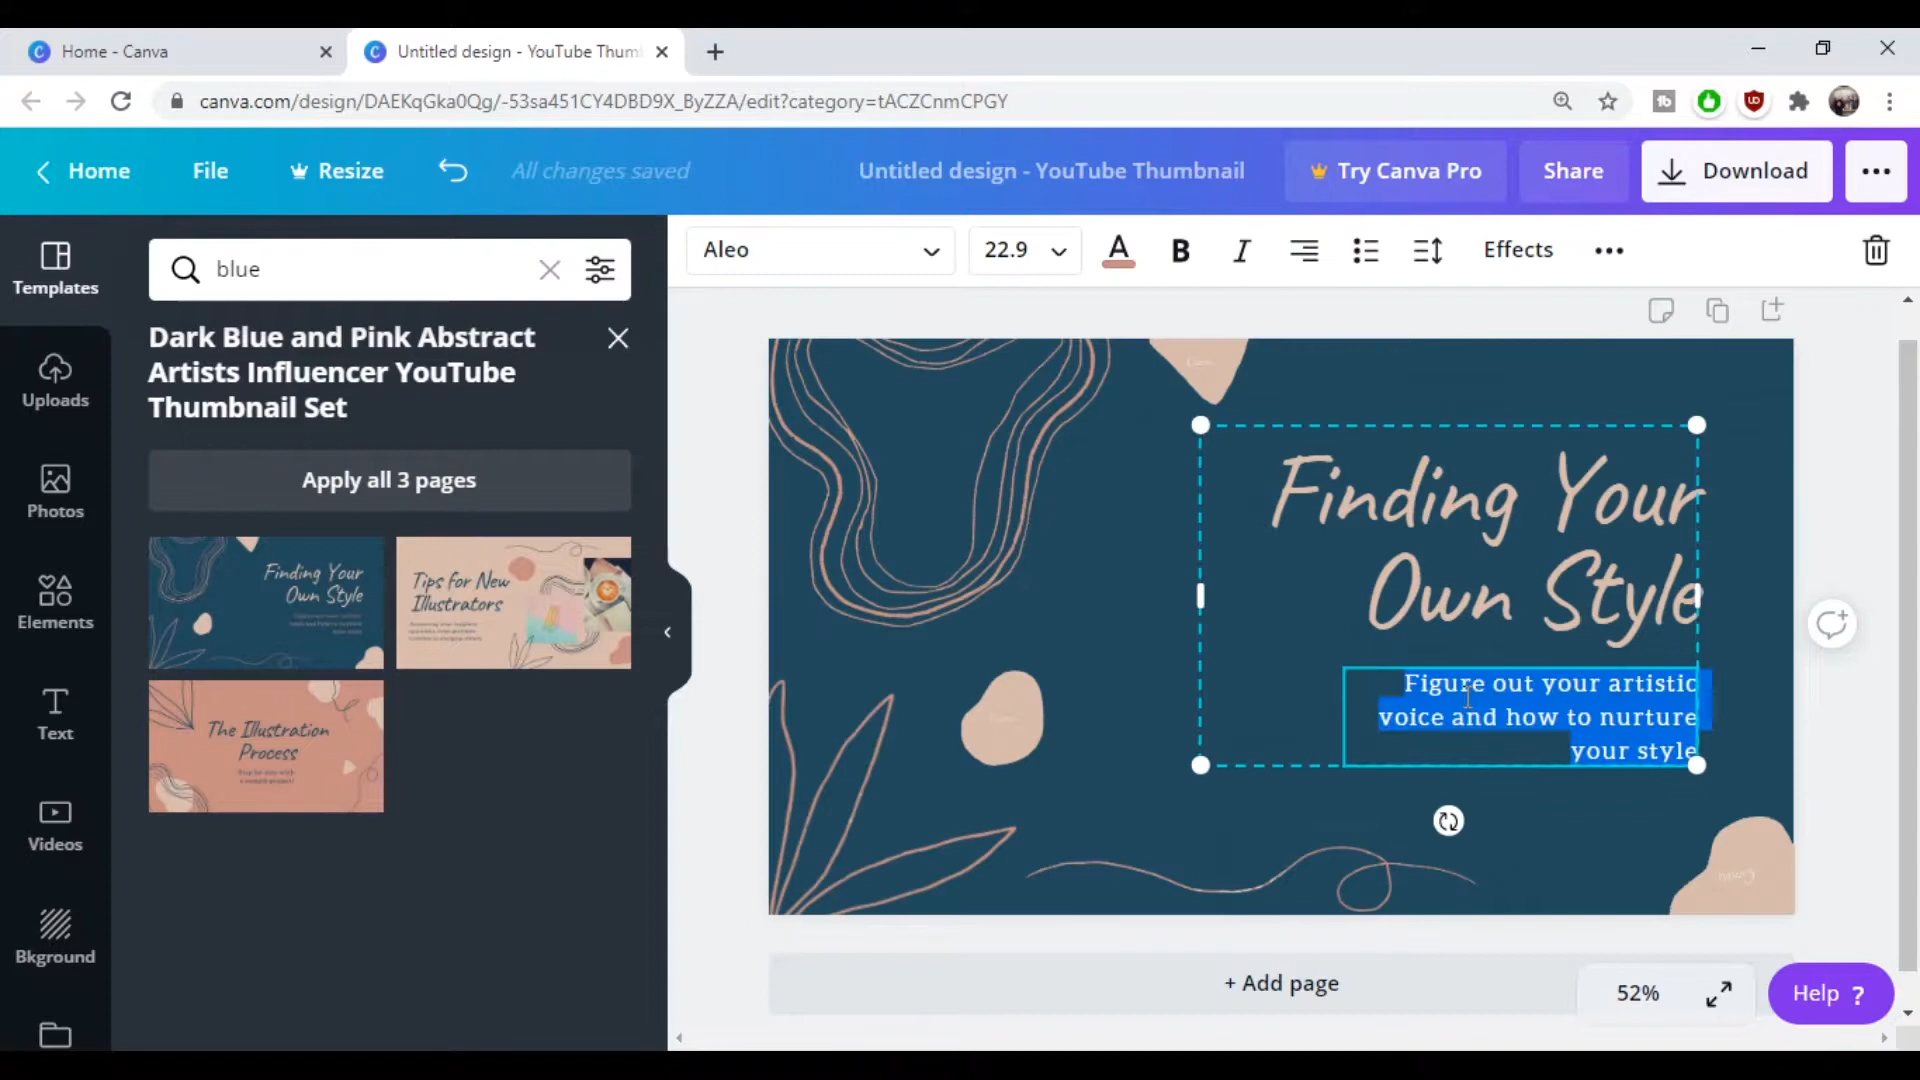 Home - Canva
Untitled design - YouTube Thum
canva.com/design/DAEKqGka0Qg/-53sa451CY4DBD9X_ByZZA/edit?category=tACZCnmCPGY
Home File Resize All changes saved Untitled design - YouTube Thumbnail Try Canva Pro Share Download
Templates
Uploads
Photos
Elements
Text
Videos
Bkground
blue
Dark Blue and Pink Abstract
Artists Influencer YouTube
Thumbnail Set
Apply all 3 pages
Finding Your
Own Style
Tips for New
Illustrators
The Illustration
Process
Aleo 22.9 A B I Effects
Finding Your
Own Style
Figure out your artistic
voice and how to nurture
your style
+ Add page
52%
Help ?